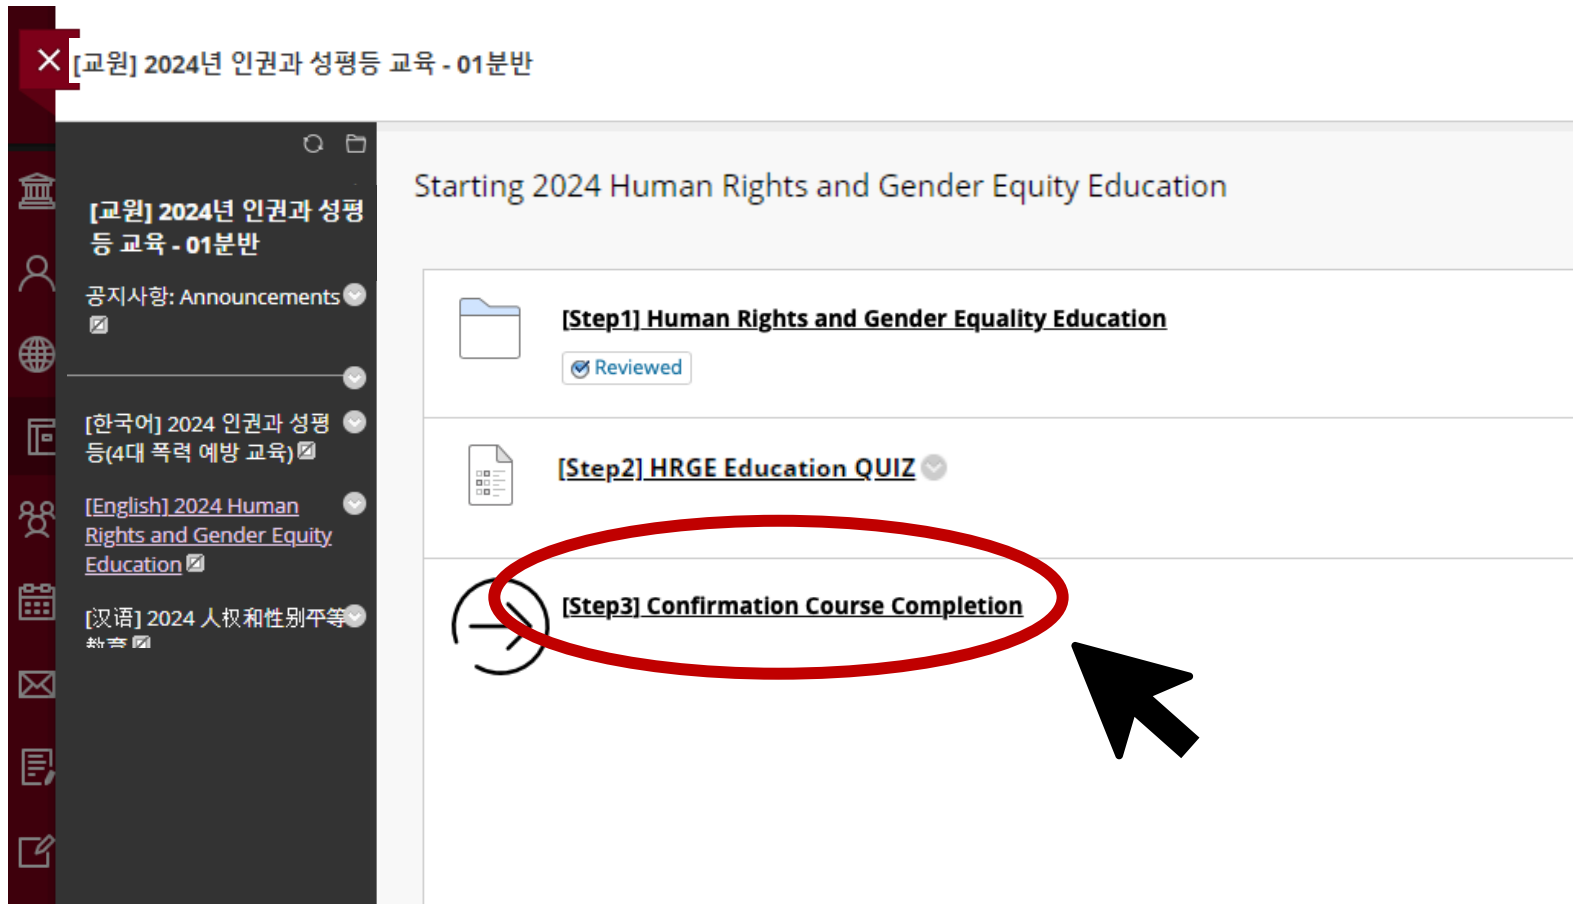 [교원] 2024년 인권과 성평등 교육 - 01분반
[교원] 2024년 인권과 성평
등 교육 - 01분반
공지사항: Announcements
[한국어] 2024 인권과 성평
등(4대 폭력 예방 교육)
[English] 2024 Human
Rights and Gender Equity
Education
[汉语] 2024 人权和性别平等
教育
Starting 2024 Human Rights and Gender Equity Education
[Step1] Human Rights and Gender Equality Education
Reviewed
[Step2] HRGE Education QUIZ
[Step3] Confirmation Course Completion